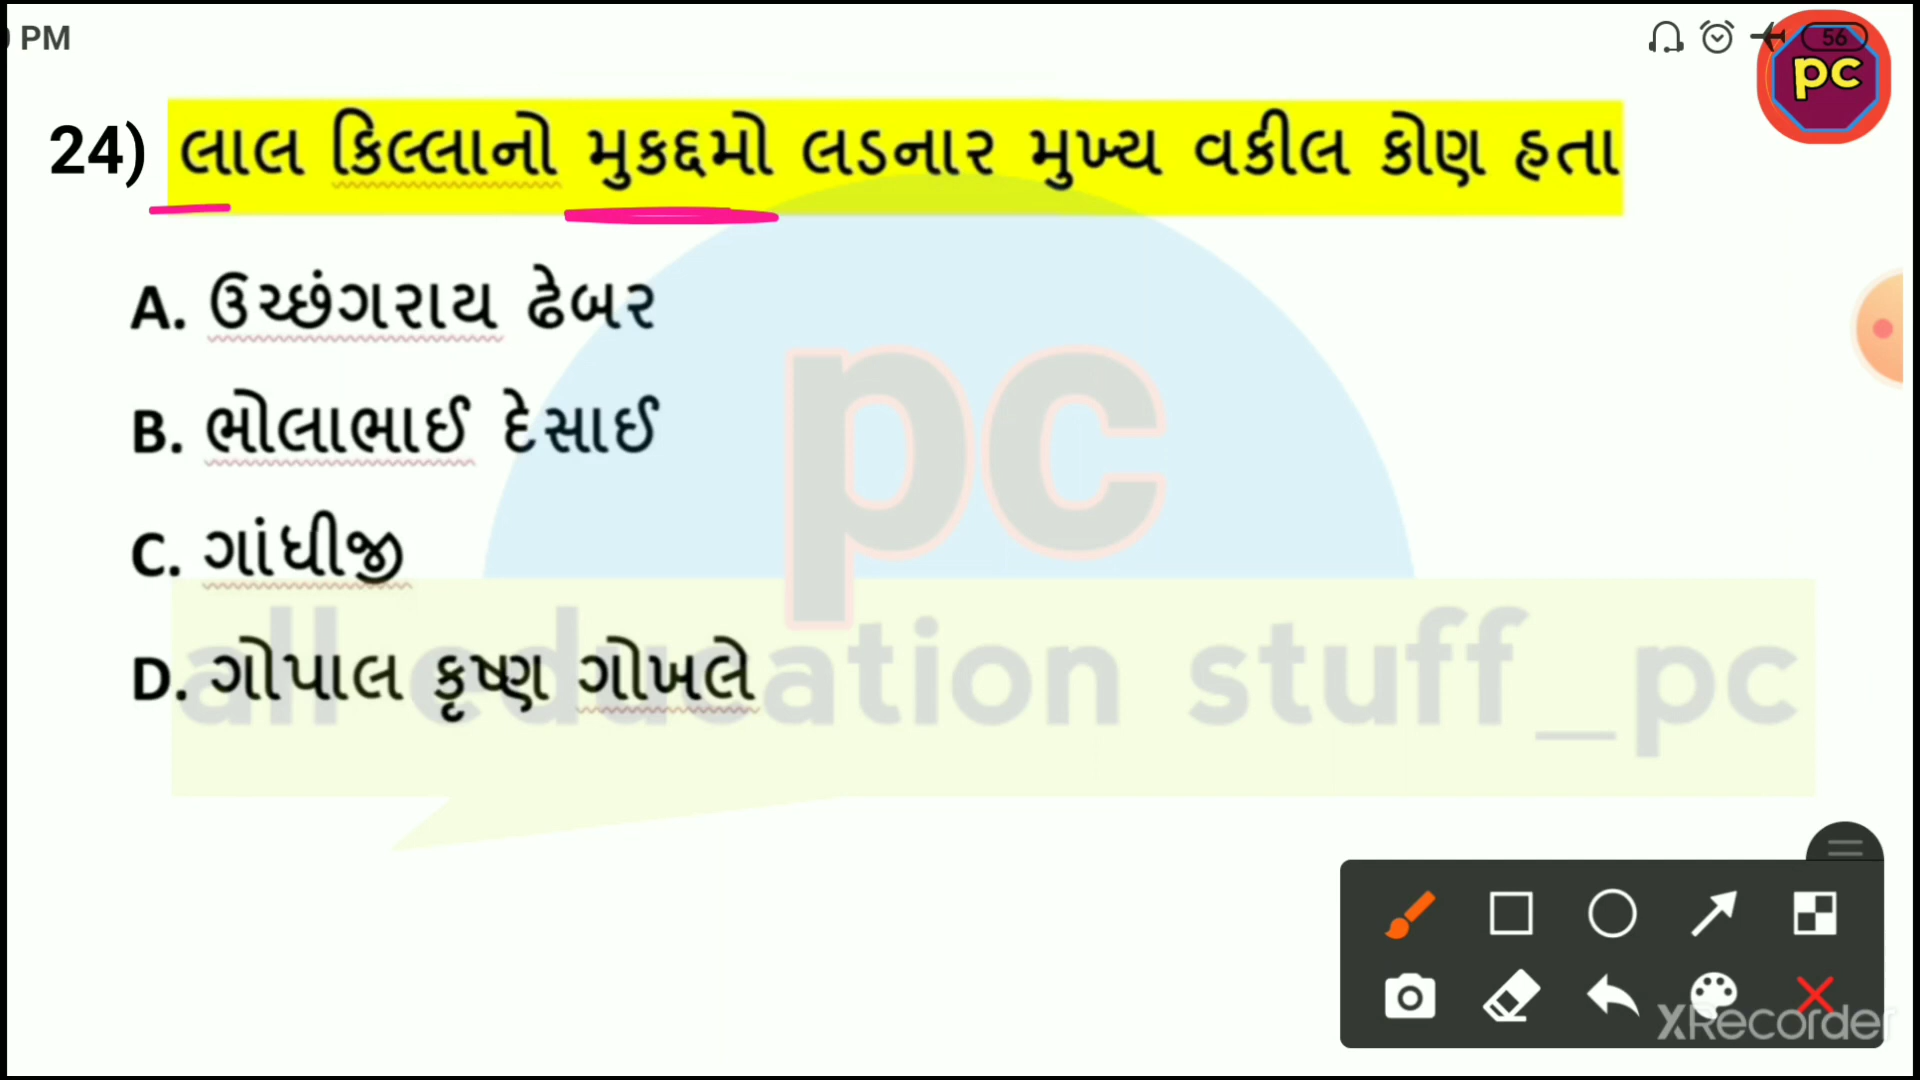 PM
56
pc
24) લાલ કિલ્લાનો મુકદ્દમો લડનાર મુખ્ય વકીલ કોણ હતા
A. ઉચ્છંગરાય ઢેબર
B. ભોલાભાઈ દેસાઈ
C. ગાંધીજી
D. ગોપાલ કૃષ્ણ ગોખલે
pc
all education stuff_pc
XRecorder